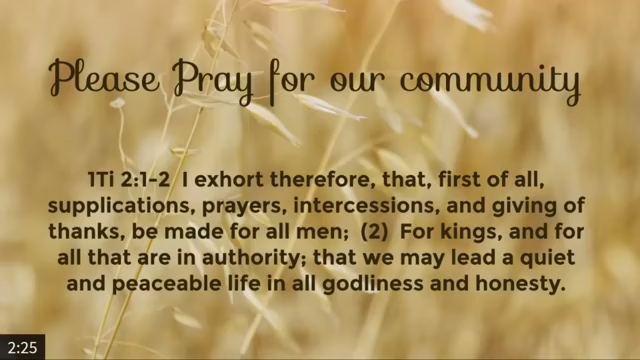 Please Pray for our community
1Ti 2:1-2 I exhort therefore, that, first of all,
supplications, prayers, intercessions, and giving of
thanks, be made for all men; (2) For kings, and for
all that are in authority; that we may lead a quiet
and peaceable life in all godliness and honesty.
2:25